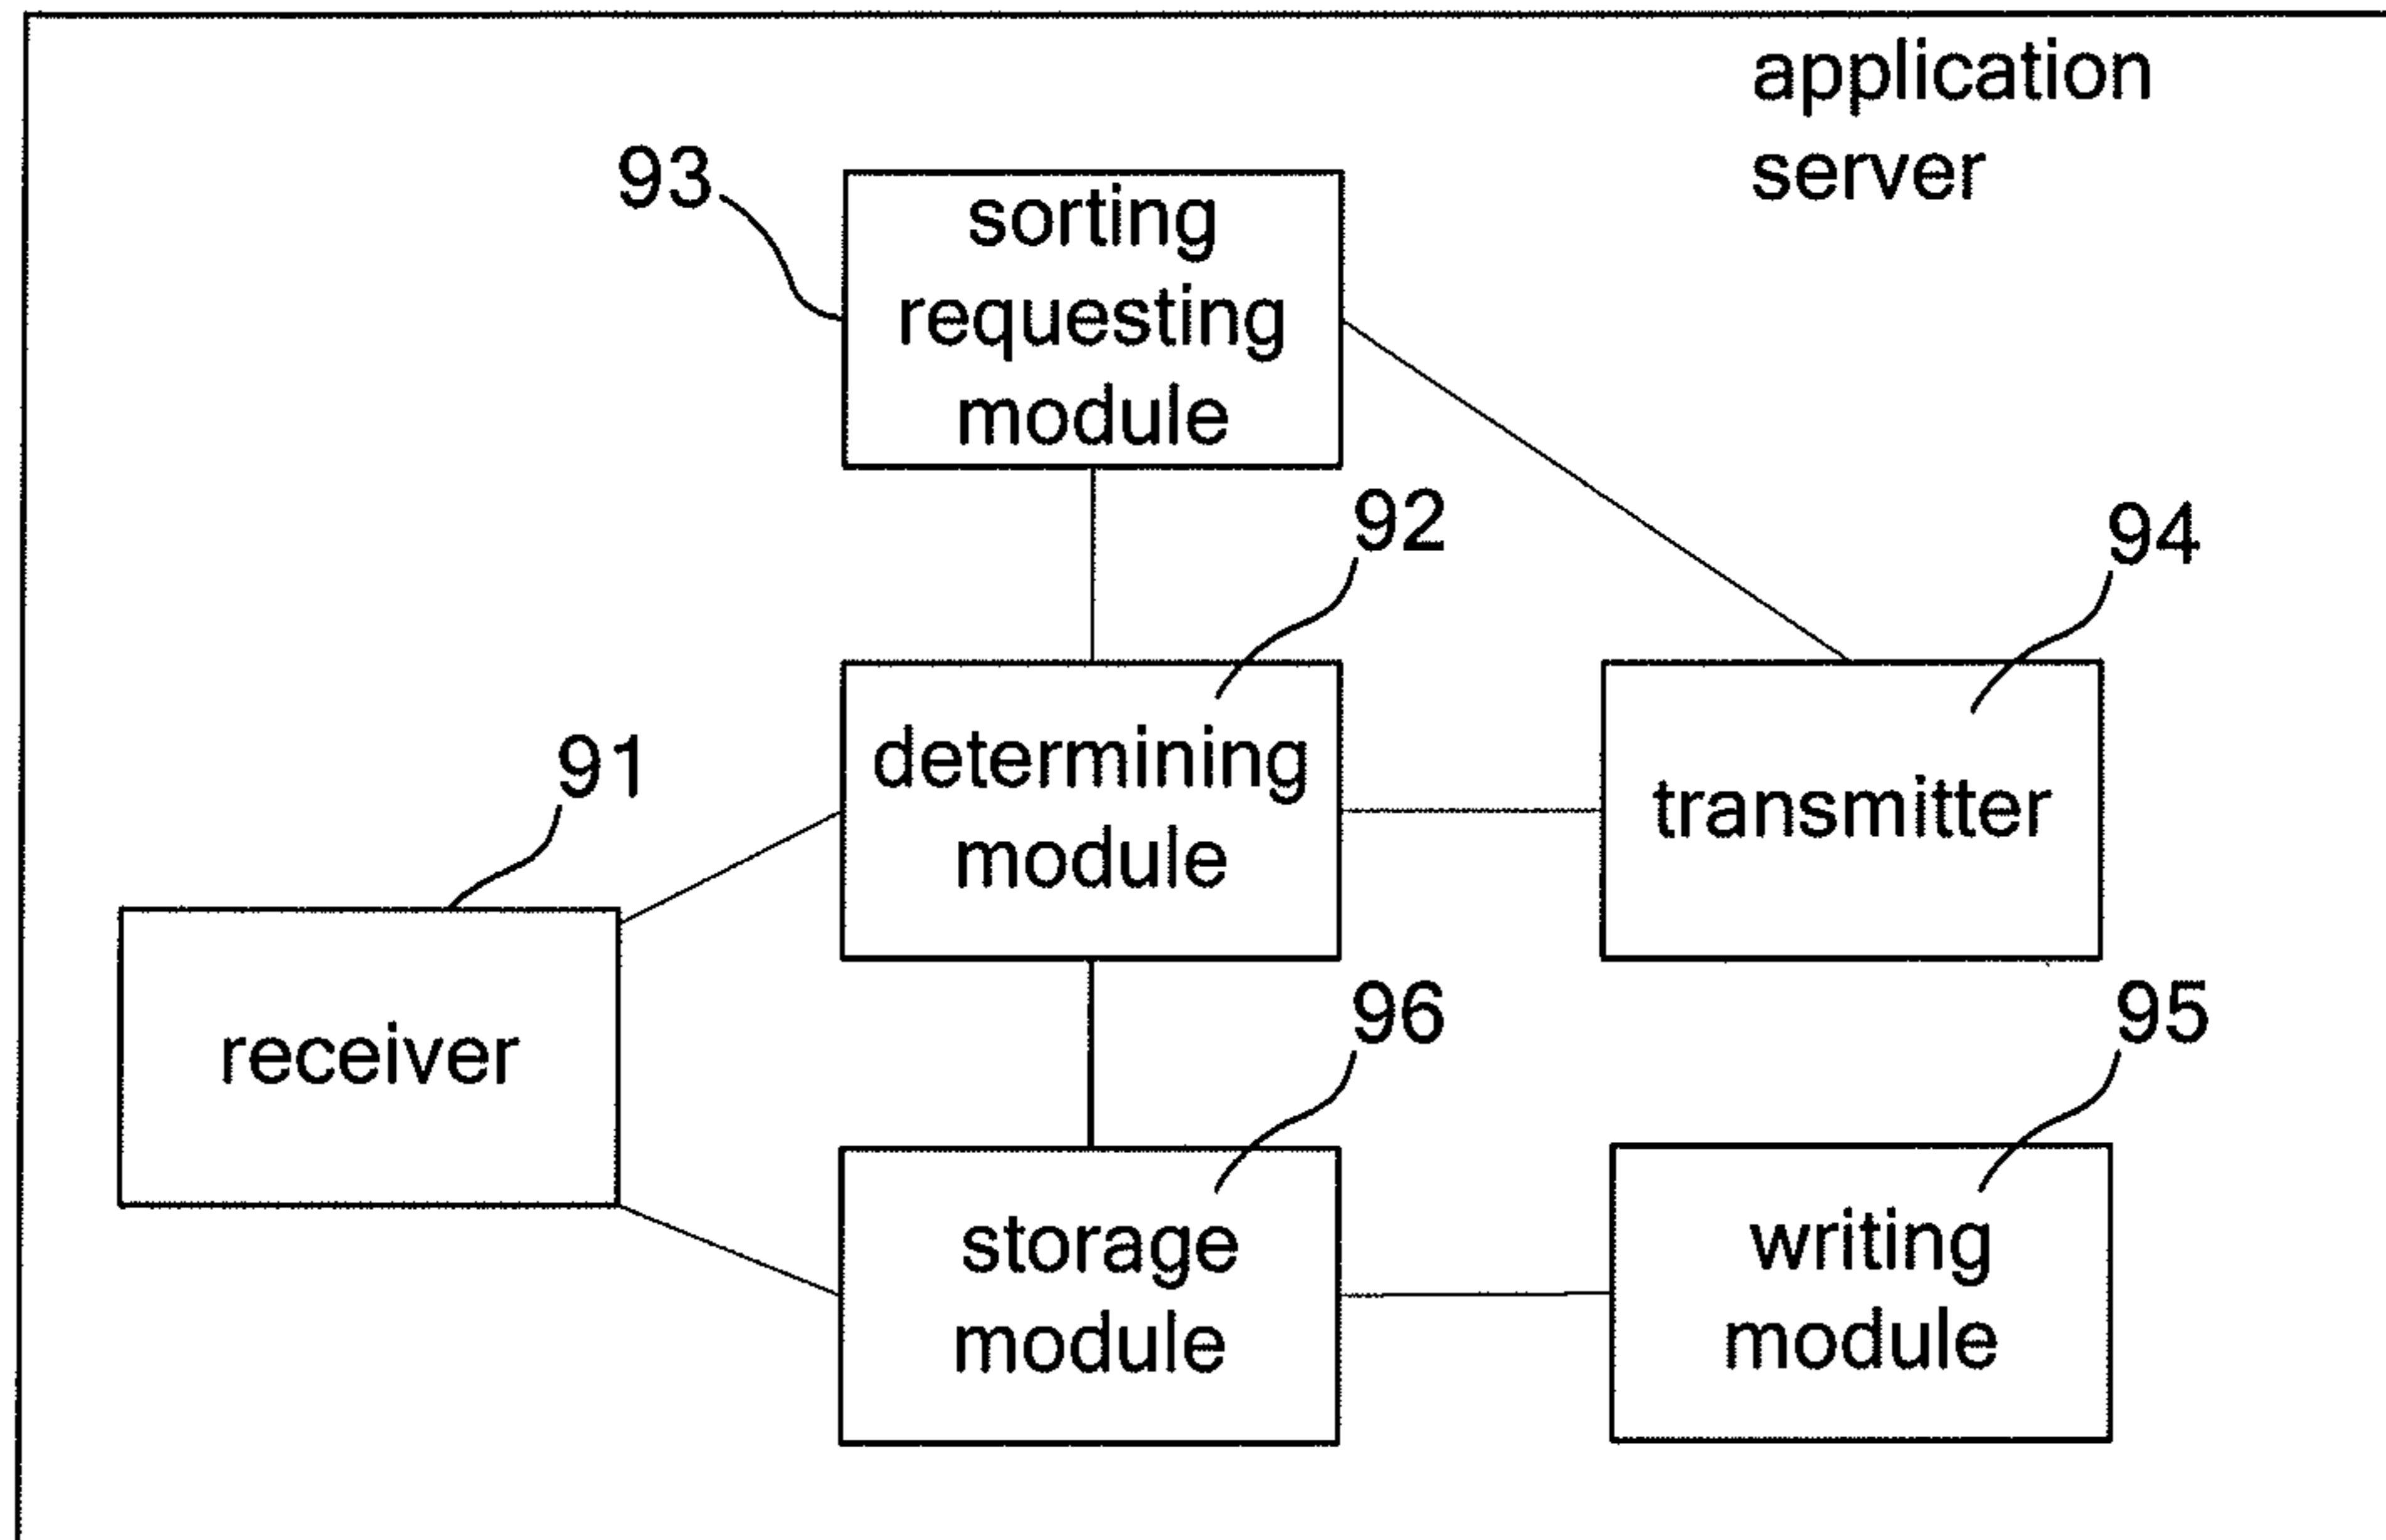 application
server
93
sorting
requesting
module
92
94
91
determining
module
transmitter
receiver
96
95
storage
module
writing
module